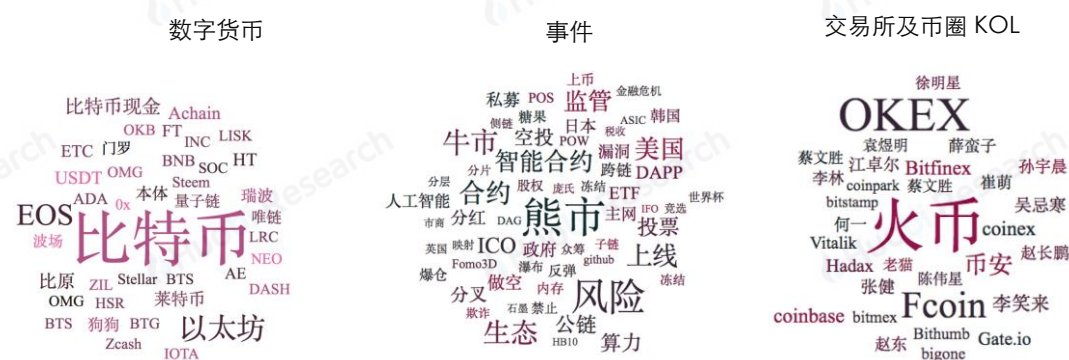 数字货币
比特币现金 Achain
OKB FT
INC LISK
ETC 门罗
BNB SOC HT
USDT OMG
Steem
本体 瑞波
ADA 0x 量子链
EOS 唯链
比特币
波场 LRC
NEO
比原 ZIL Stellar BTS AE
DASH
OMG HSR 莱特币
BTS 狗狗 BTG 以太坊
Zcash
IOTA
事件
上币
私募 POS 监管 金融危机
侧链 糖果 ASIC 韩国
牛市 空投 日本 税收
POW
智能合约 漏洞 美国
分片 跨链 DAPP
分层 股权 庞氏 冻结 ETF
人工智能 合约 世界杯
市商 分红 DAG 熊市 主网 IFO 竞选
投票
英国 映射 ICO 政府 众筹 子链 上线
Fomo3D 瀑布 反弹 github
爆仓 做空 内存 冻结
分叉 风险
欺诈 石墨 禁止
生态 公链 算力
HB10
交易所及币圈 KOL
徐明星
OKEX
袁煜明 薛蛮子
蔡文胜 江卓尔 Bitfinex 孙宇晨
李林 coinpark 蔡文胜 崔萌
bitstamp 吴忌寒
何一 火币 coinex
Vitalik 赵长鹏
Hadax 老猫 币安
张健 陈伟星
Fcoin 李笑来
coinbase bitmex
Bithumb Gate.io
赵东 bigone